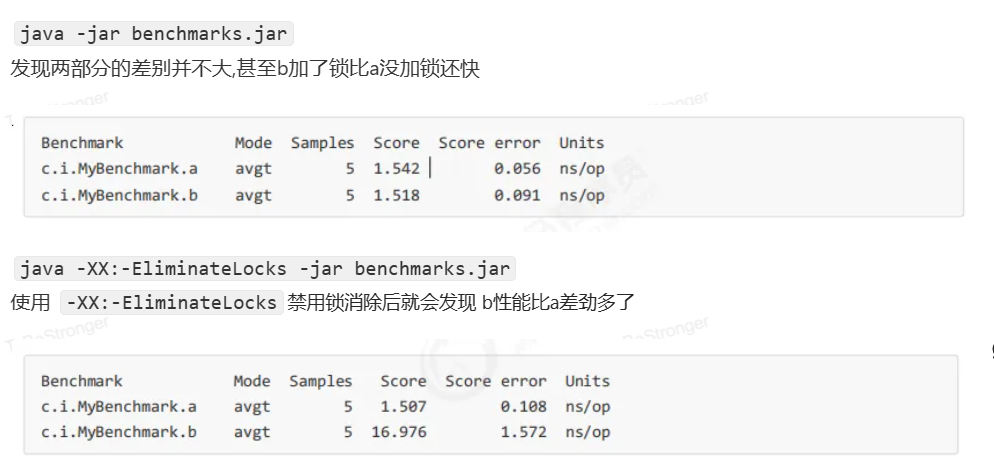 java -jar benchmarks.jar
发现两部分的差别并不大,甚至b加了锁比a没加锁还快
Benchmark Mode Samples Score Score error Units
c.i.MyBenchmark.a avgt 5 1.542 0.056 ns/op
c.i.MyBenchmark.b avgt 5 1.518 0.091 ns/op
java -XX:-EliminateLocks -jar benchmarks.jar
使用 -XX:-EliminateLocks 禁用锁消除后就会发现 b性能比a差劲多了
Benchmark Mode Samples Score Score error Units
c.i.MyBenchmark.a avgt 5 1.507 0.108 ns/op
c.i.MyBenchmark.b avgt 5 16.976 1.572 ns/op